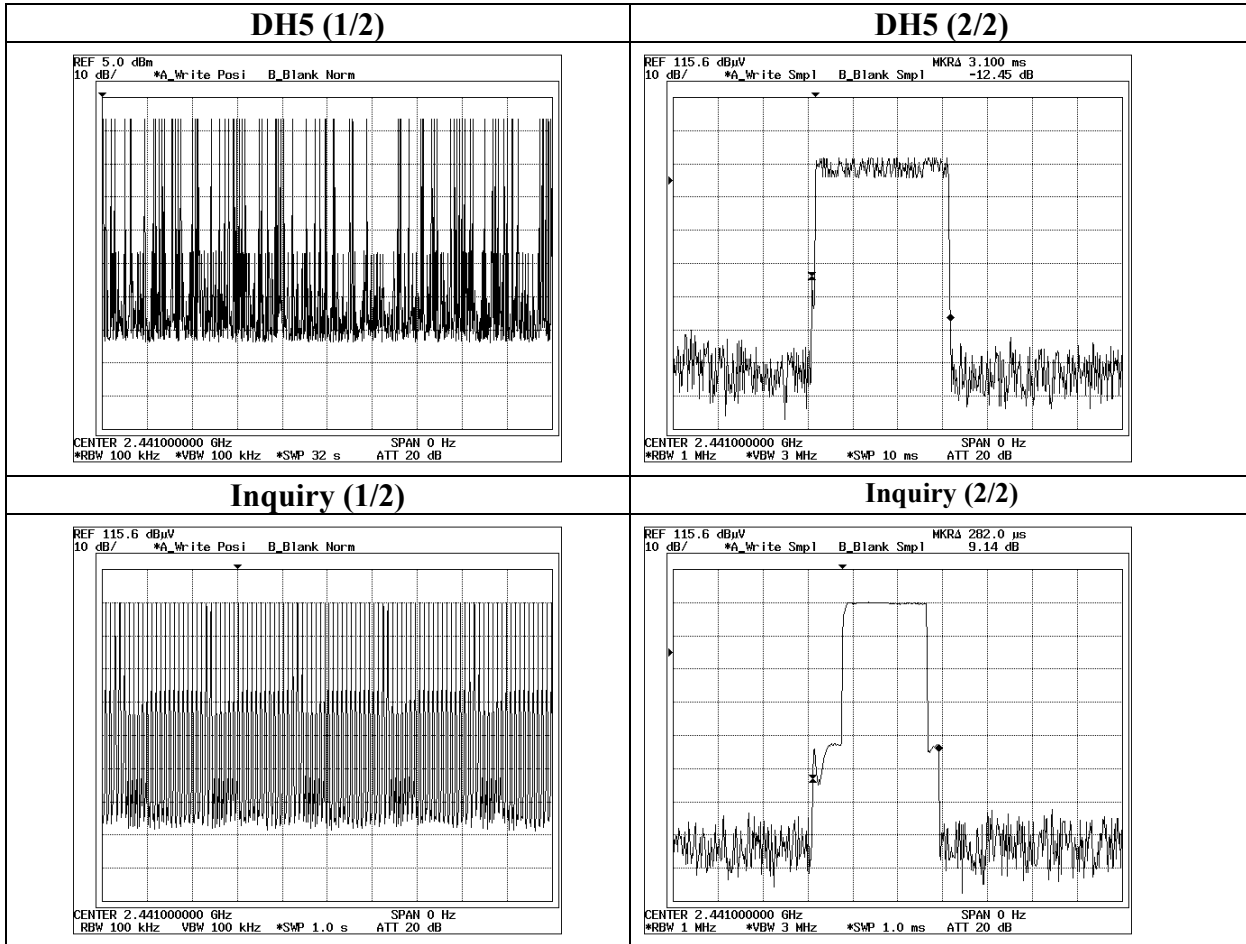 DH5 (1/2)
DH5 (2/2)
REF 5.0 dBm
10 dB/ *A_Write Posi B_Blank Norm
CENTER 2.441000000 GHz SPAN 0 Hz
*RBW 100 kHz *VBW 100 kHz *SWP 32 s ATT 20 dB
REF 115.6 dBµV MKRΔ 3.100 ms
10 dB/ *A_Write Smpl B_Blank Smpl -12.45 dB
CENTER 2.441000000 GHz SPAN 0 Hz
*RBW 1 MHz *VBW 3 MHz *SWP 10 ms ATT 20 dB
Inquiry (1/2)
Inquiry (2/2)
REF 115.6 dBµV
10 dB/ *A_Write Posi B_Blank Norm
CENTER 2.441000000 GHz SPAN 0 Hz
RBW 100 kHz VBW 100 kHz *SWP 1.0 s ATT 20 dB
REF 115.6 dBµV MKRΔ 282.0 µs
10 dB/ *A_Write Smpl B_Blank Smpl 9.14 dB
CENTER 2.441000000 GHz SPAN 0 Hz
*RBW 1 MHz *VBW 3 MHz *SWP 1.0 ms ATT 20 dB